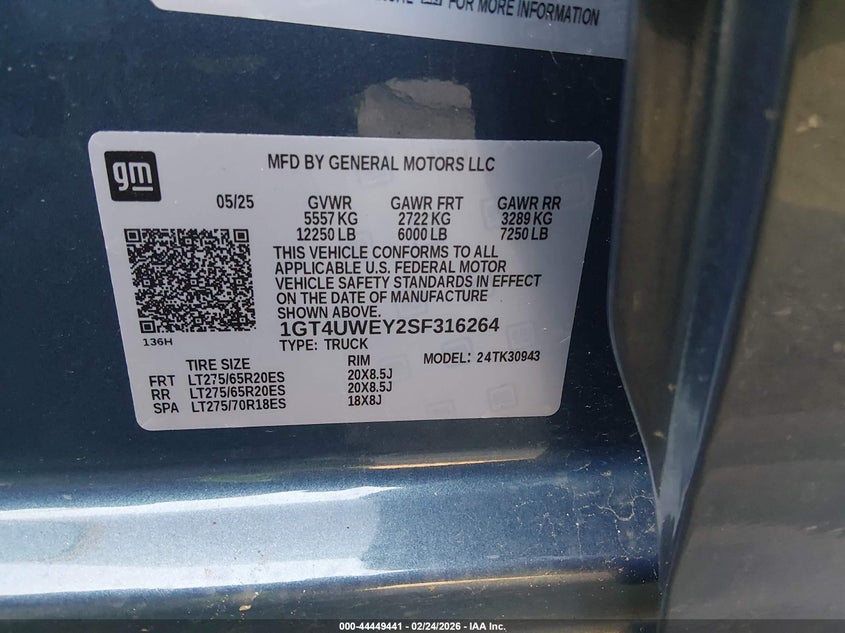 FOR MORE INFORMATION
gm
MFD BY GENERAL MOTORS LLC
05/25 GVWR GAWR FRT GAWR RR
5557 KG 2722 KG 3289 KG
12250 LB 6000 LB 7250 LB
THIS VEHICLE CONFORMS TO ALL
APPLICABLE U.S. FEDERAL MOTOR
VEHICLE SAFETY STANDARDS IN EFFECT
ON THE DATE OF MANUFACTURE
SHOWN ABOVE.
1GT4UWEY2SF316264
136H
TYPE: TRUCK MODEL: 24TK30943
TIRE SIZE RIM
FRT LT275/65R20ES 20X8.5J
RR LT275/65R20ES 20X8.5J
SPA LT275/70R18ES 18X8J
000-44449441 - 02/24/2026 - IAA Inc.